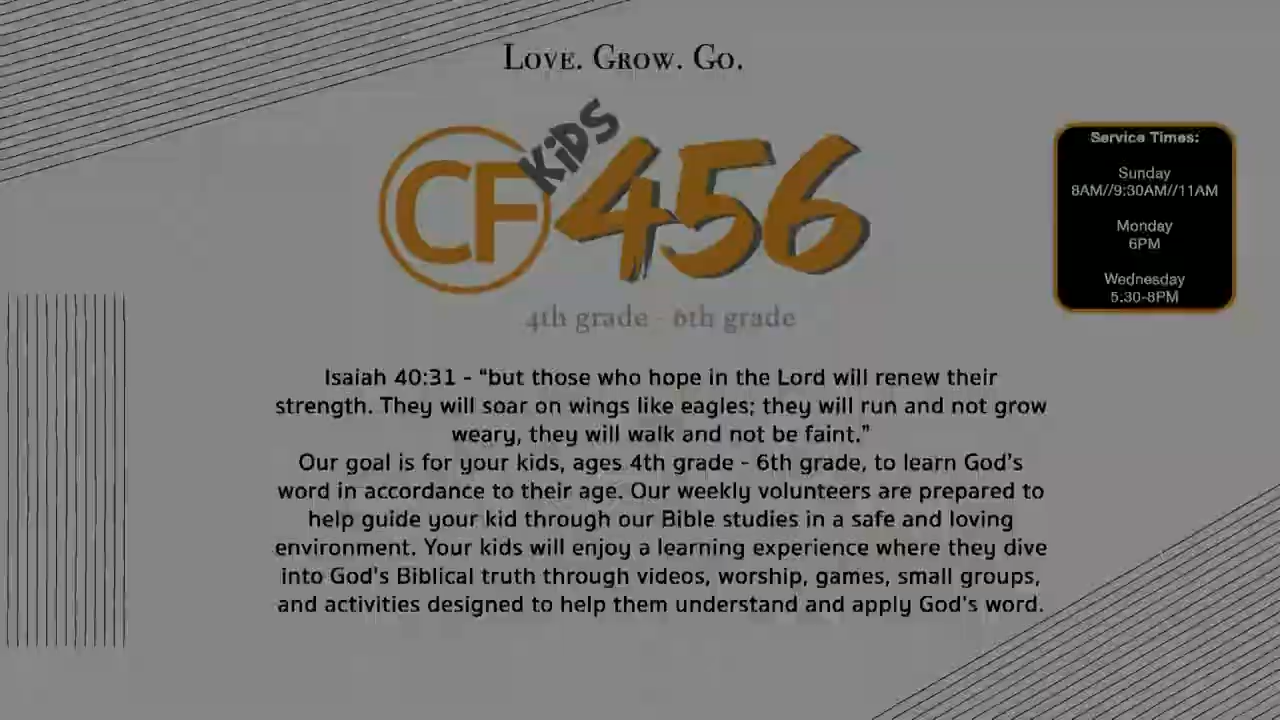 Love. Grow. Go.
CF KiDS 456
4th grade - 6th grade
Service Times:
Sunday
8AM//9:30AM//11AM
Monday
6PM
Wednesday
5:30-8PM
Isaiah 40:31 - “but those who hope in the Lord will renew their
strength. They will soar on wings like eagles; they will run and not grow
weary, they will walk and not be faint.”
Our goal is for your kids, ages 4th grade - 6th grade, to learn God's
word in accordance to their age. Our weekly volunteers are prepared to
help guide your kid through our Bible studies in a safe and loving
environment. Your kids will enjoy a learning experience where they dive
into God's Biblical truth through videos, worship, games, small groups,
and activities designed to help them understand and apply God's word.